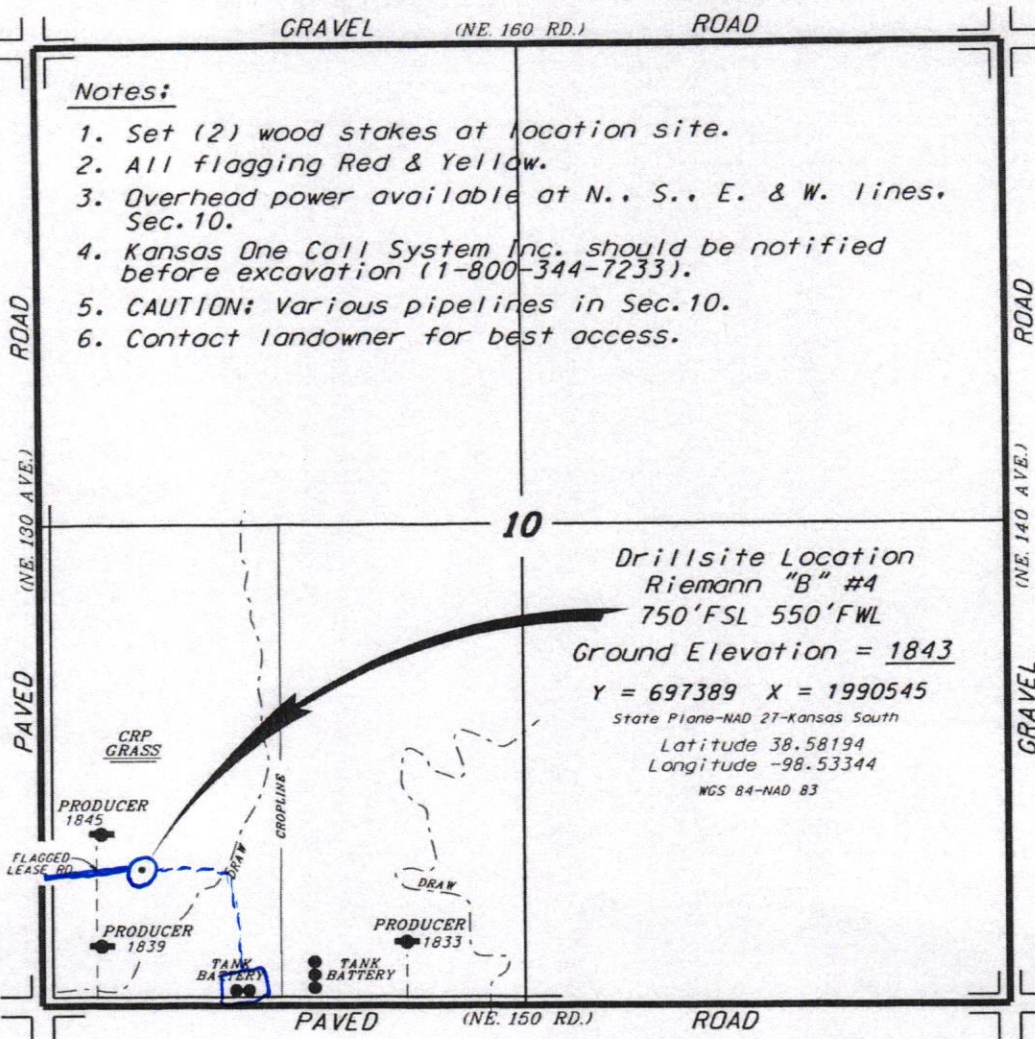 GRAVEL (NE. 160 RD.) ROAD
Notes:
1. Set (2) wood stakes at location site.
2. All flagging Red & Yellow.
3. Overhead power available at N., S., E. & W. lines,
Sec. 10.
4. Kansas One Call System Inc. should be notified
before excavation (1-800-344-7233).
5. CAUTION: Various pipelines in Sec. 10.
6. Contact landowner for best access.
PAVED (NE. 130 AVE.) ROAD
GRAVEL (NE. 140 AVE.) ROAD
10
Drillsite Location
Riemann "B" #4
750'FSL 550'FWL
Ground Elevation = 1843
Y = 697389 X = 1990545
State Plane-NAD 27-Kansas South
Latitude 38.58194
Longitude -98.53344
WGS 84-NAD 83
CRP
GRASS
PRODUCER
1845
FLAGGED
LEASE RD.
CROPLINE
DRAW
DRAW
PRODUCER
1839
PRODUCER
1833
TANK
BATTERY
TANK
BATTERY
PAVED (NE. 150 RD.) ROAD